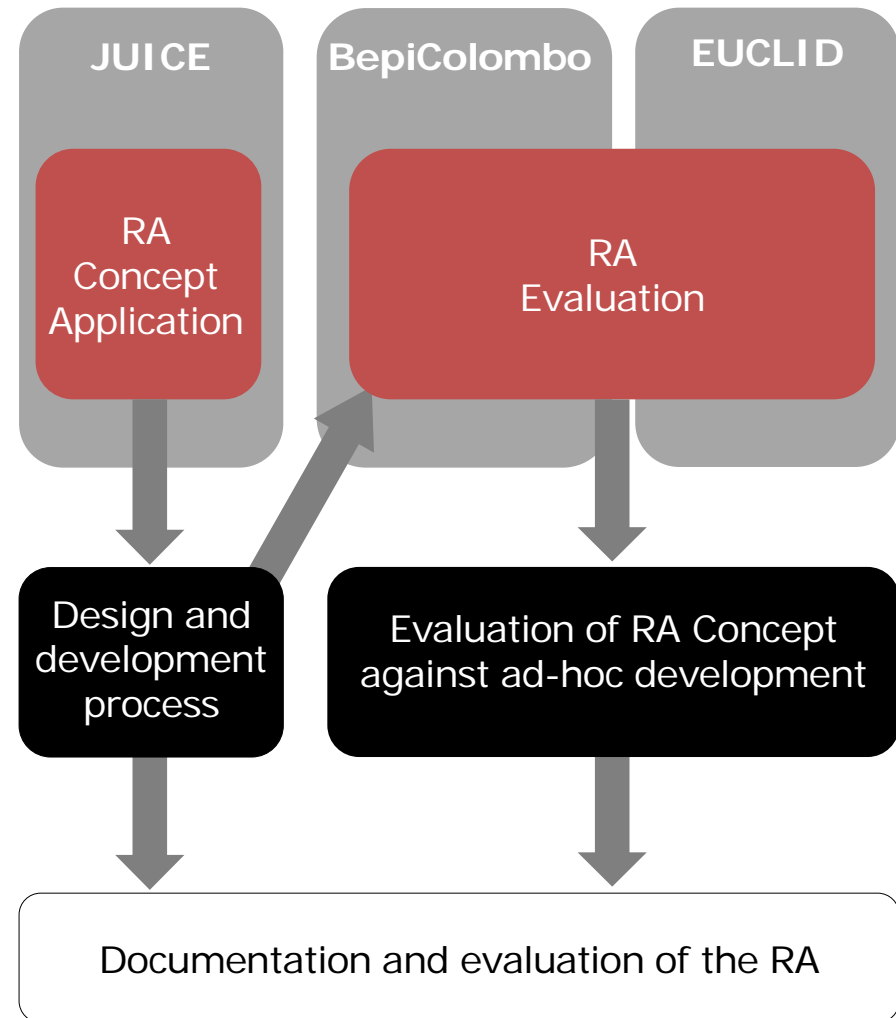 JUICE
BepiColombo
EUCLID
RA
Concept
Application
RA
Evaluation
Design and
development
process
Evaluation of RA Concept
against ad-hoc development
Documentation and evaluation of the RA